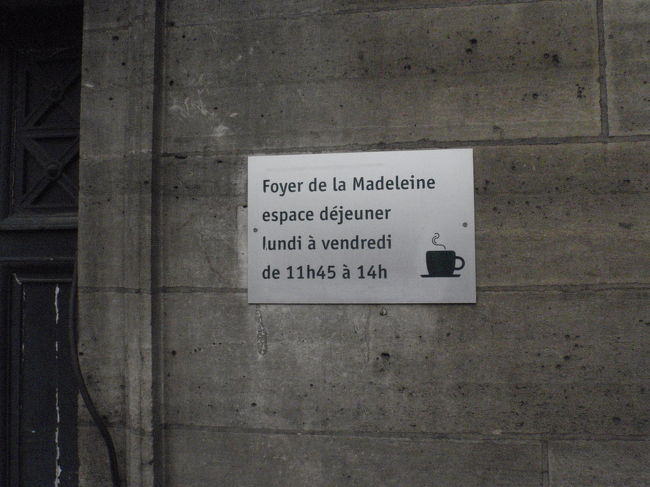 Foyer de la Madeleine
espace déjeuner
lundi à vendredi
de 11h45 à 14h